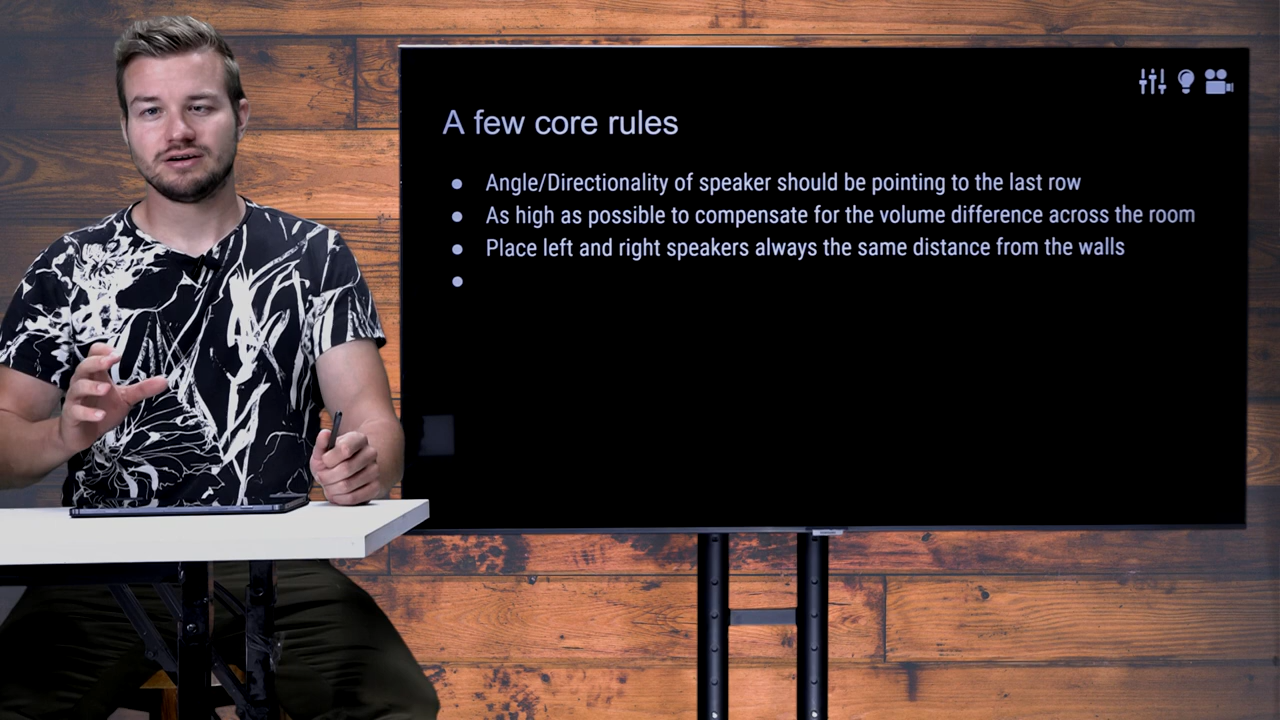 A few core rules
● Angle/Directionality of speaker should be pointing to the last row
● As high as possible to compensate for the volume difference across the room
● Place left and right speakers always the same distance from the walls
●